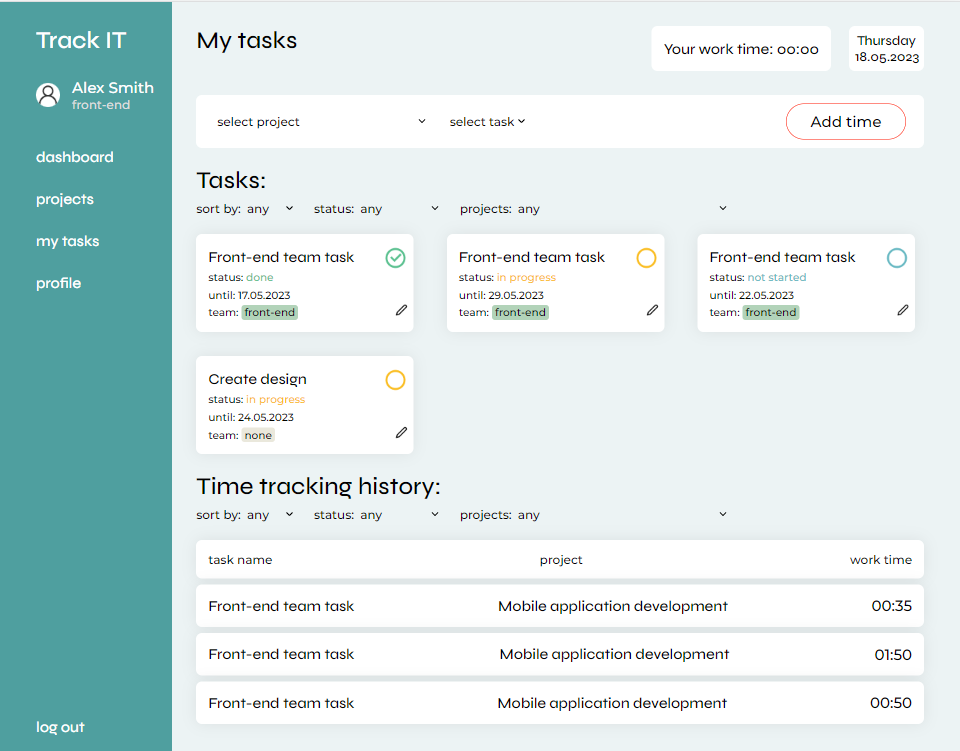 Track IT
Alex Smith
front-end
dashboard
projects
my tasks
profile
log out
My tasks
Your work time: 00:00
Thursday
18.05.2023
select project
select task
Add time
Tasks:
sort by: any status: any projects: any
Front-end team task
status: done
until: 17.05.2023
team: front-end
Front-end team task
status: in progress
until: 29.05.2023
team: front-end
Front-end team task
status: not started
until: 22.05.2023
team: front-end
Create design
status: in progress
until: 24.05.2023
team: none
Time tracking history:
sort by: any status: any projects: any
task name project work time
Front-end team task Mobile application development 00:35
Front-end team task Mobile application development 01:50
Front-end team task Mobile application development 00:50